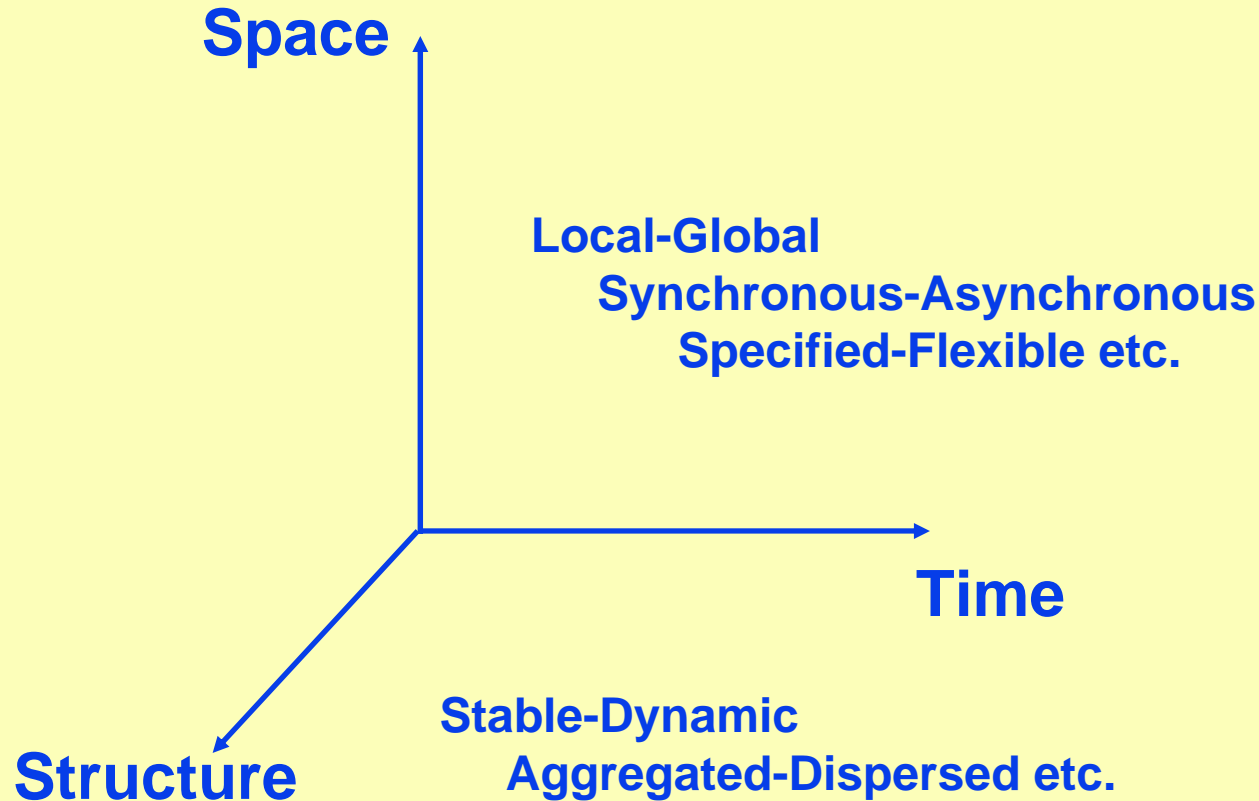 Space
Local-Global
Synchronous-Asynchronous
Specified-Flexible etc.
Time
Stable-Dynamic
Structure
Aggregated-Dispersed etc.